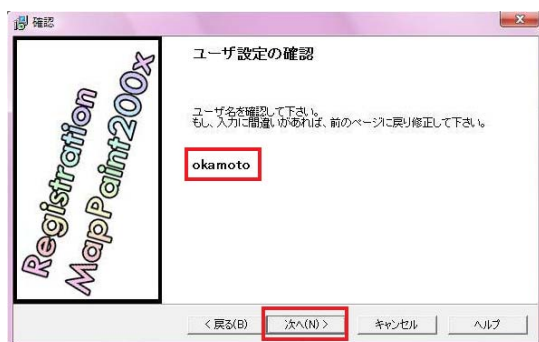 確認
ユーザ設定の確認
ユーザ名を確認して下さい。
もし、入力に間違いがあれば、前のページに戻り修正して下さい。
okamoto
Registration
MapPaint200x
< 戻る(B)
次へ(N) >
キャンセル
ヘルプ